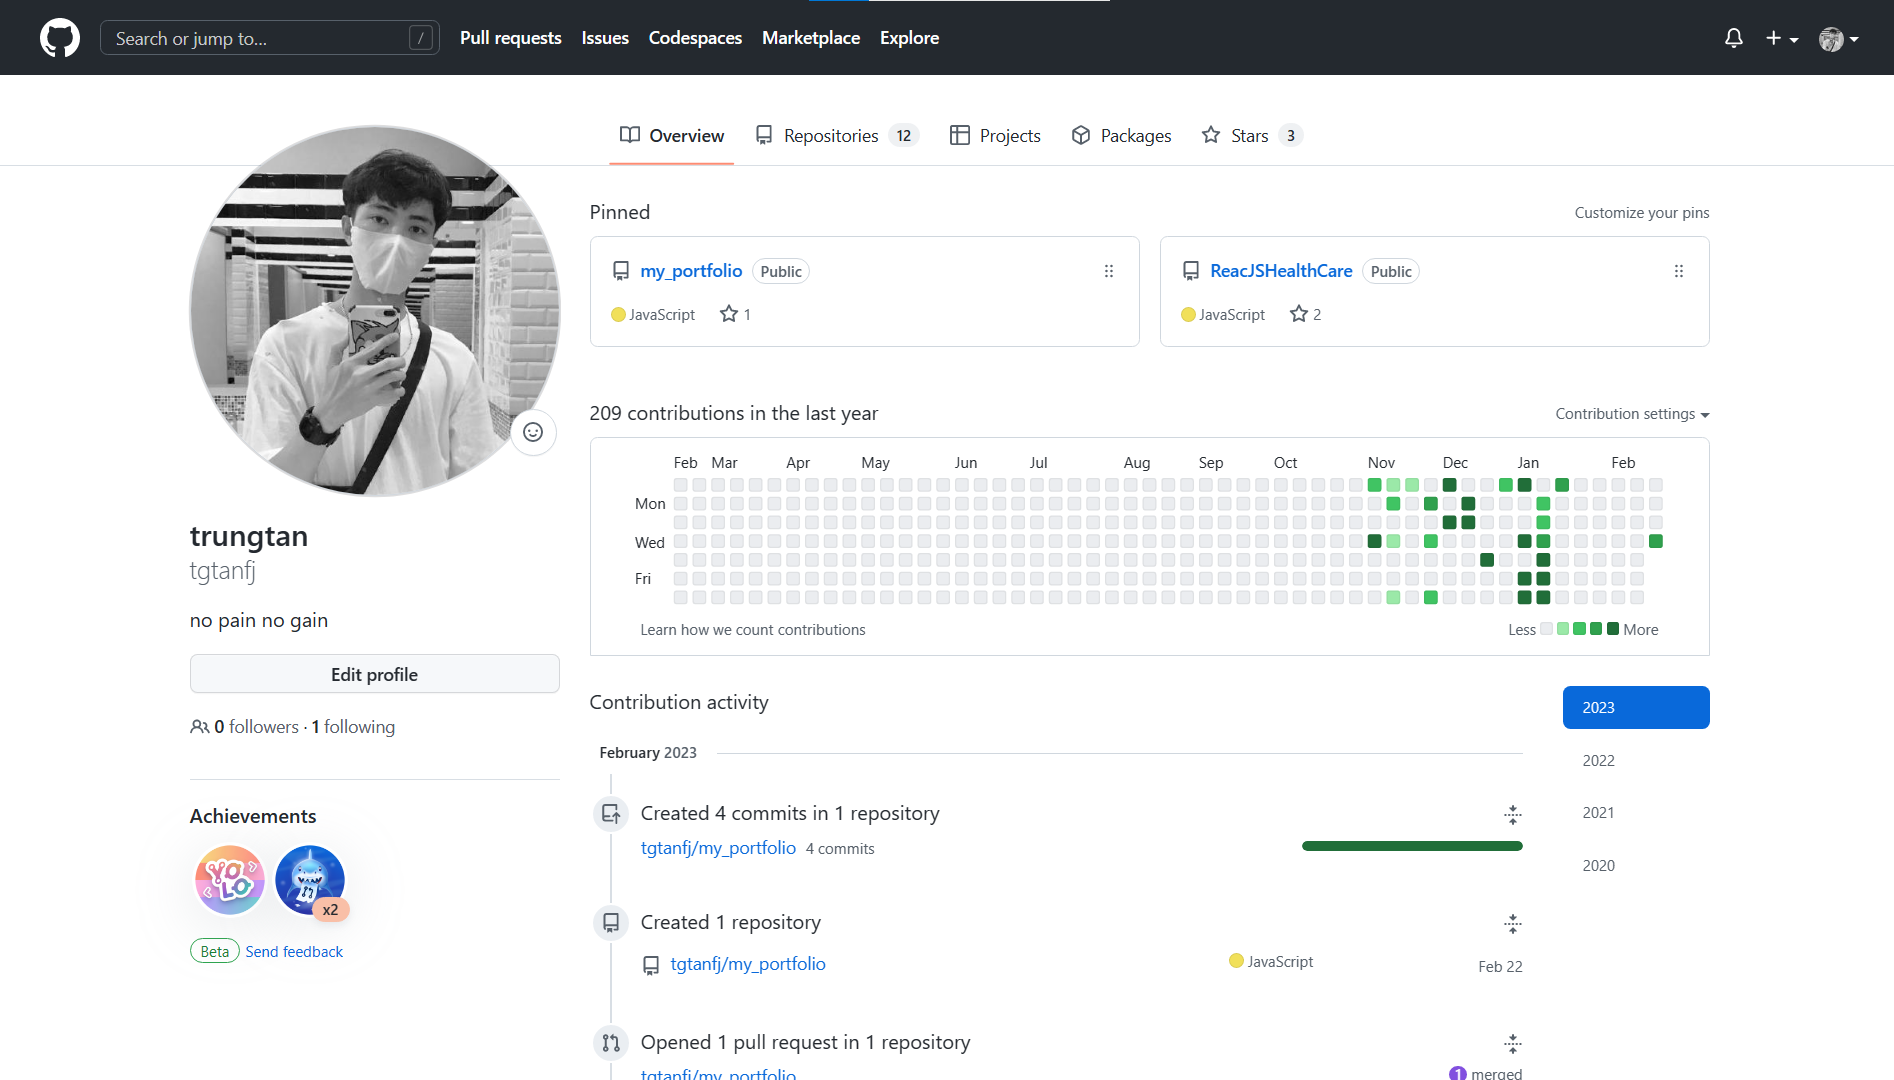 Search or jump to... /
Pull requests Issues Codespaces Marketplace Explore
Overview Repositories 12 Projects Packages Stars 3
trungtan
tgtanfj
no pain no gain
Edit profile
0 followers · 1 following
Achievements
YOLO
x2
Beta Send feedback
Pinned Customize your pins
my_portfolio Public
JavaScript 1
ReacJSHealthCare Public
JavaScript 2
209 contributions in the last year Contribution settings
Feb Mar Apr May Jun Jul Aug Sep Oct Nov Dec Jan Feb
Mon
Wed
Fri
Learn how we count contributions Less More
Contribution activity
2023
2022
2021
2020
February 2023
Created 4 commits in 1 repository
tgtanfj/my_portfolio 4 commits
Created 1 repository
tgtanfj/my_portfolio JavaScript Feb 22
Opened 1 pull request in 1 repository
tgtanfj/my_portfolio 1 merged